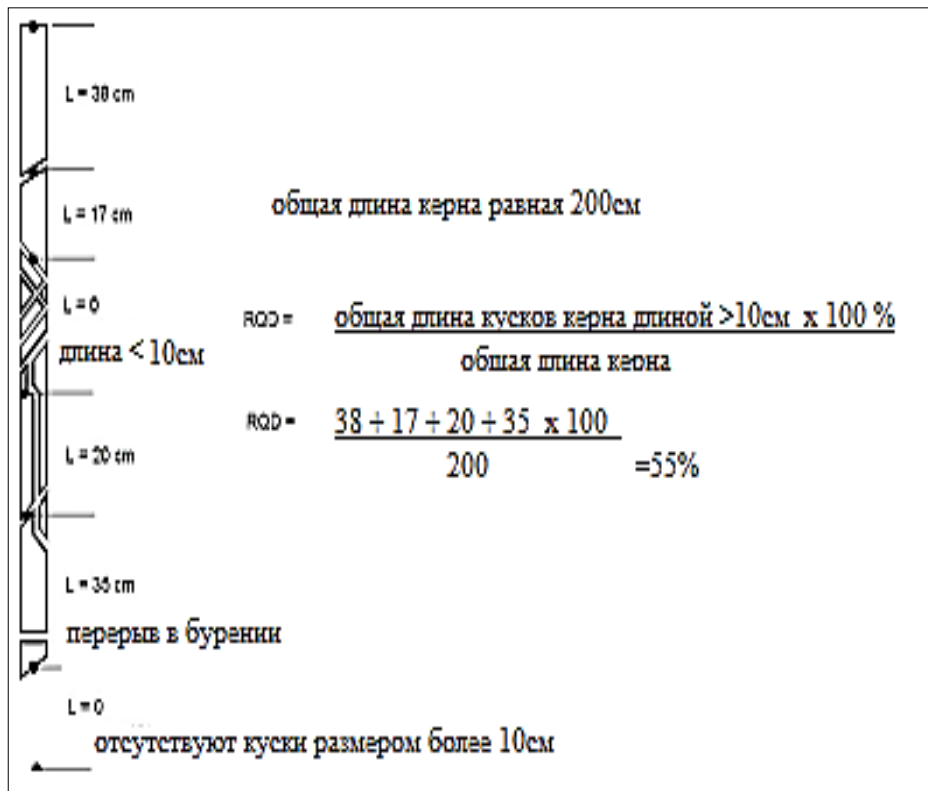 L = 38 cm
общая длина керна равная 200см
L = 17 cm
L = 0
RQD = общая длина кусков керна длиной >10см x 100 %
длина < 10см
общая длина керна
RQD = 38 + 17 + 20 + 35 x 100
L = 20 cm
200 =55%
L = 35 cm
перерыв в бурении
L = 0
отсутствуют куски размером более 10см